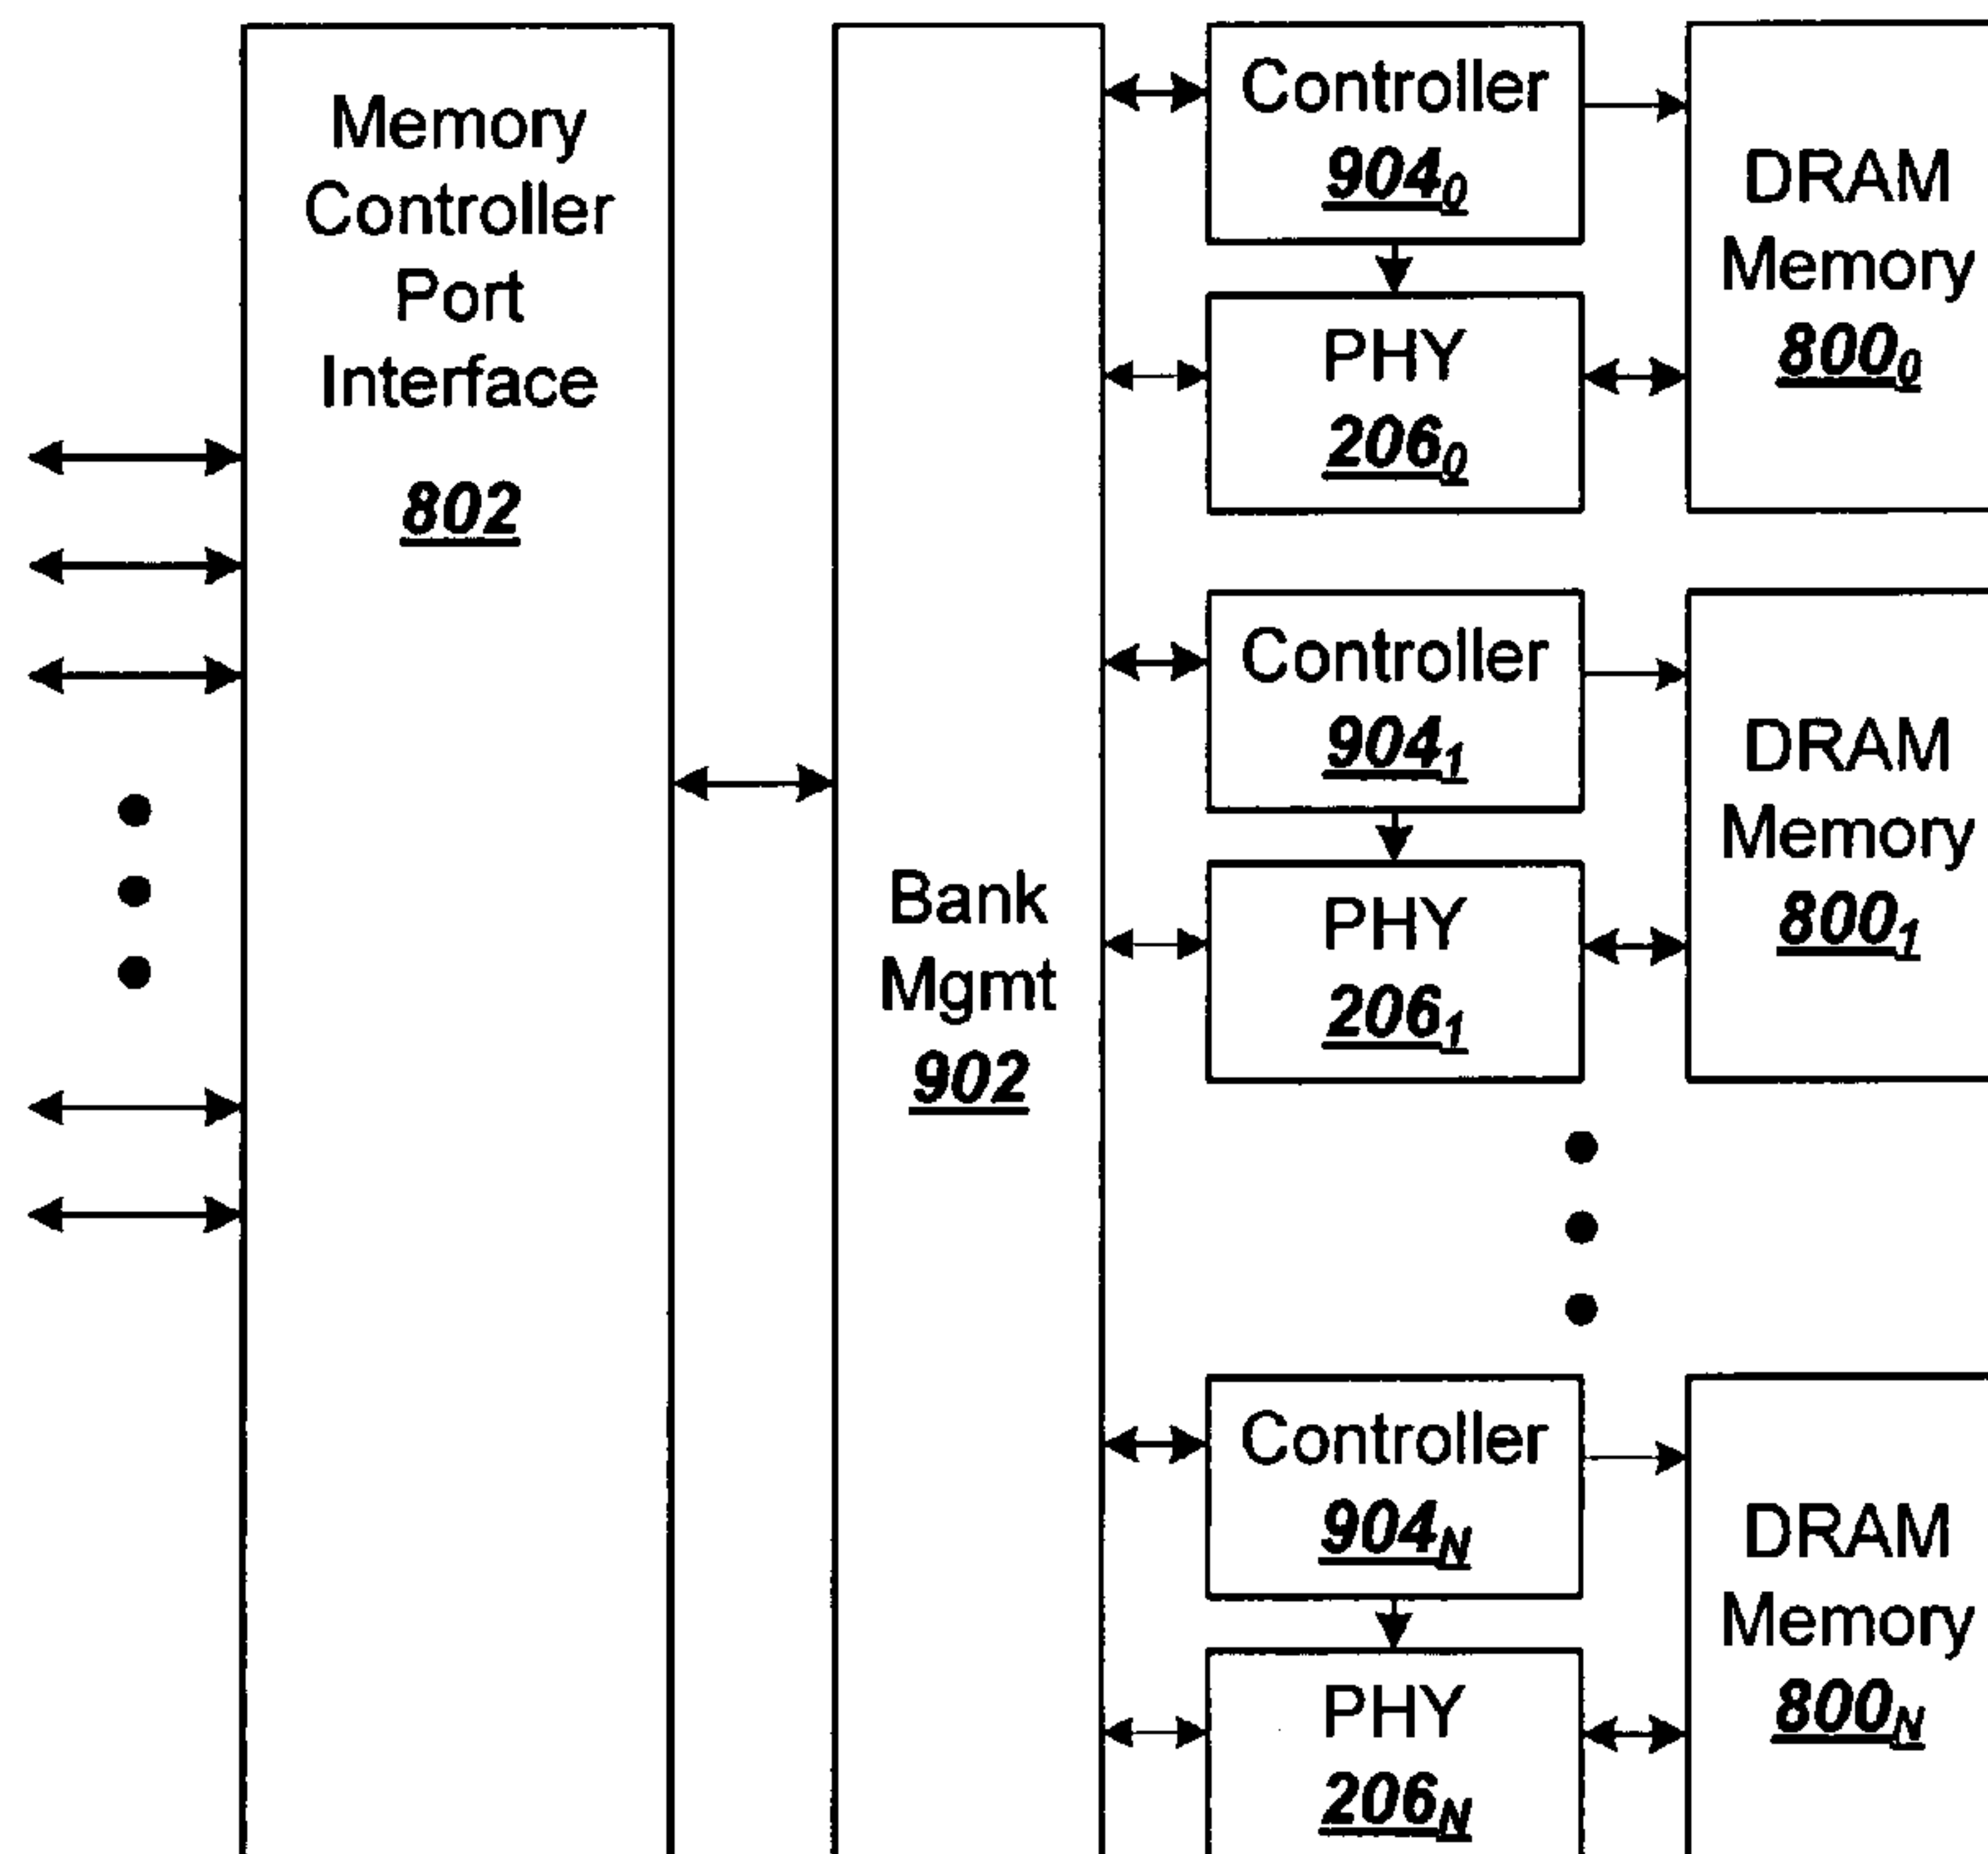 Memory
Controller
Port
Interface
802
Bank
Mgmt
902
Controller
904₀
PHY
206₀
DRAM
Memory
800₀
Controller
904₁
PHY
206₁
DRAM
Memory
800₁
Controller
904N
PHY
206N
DRAM
Memory
800N